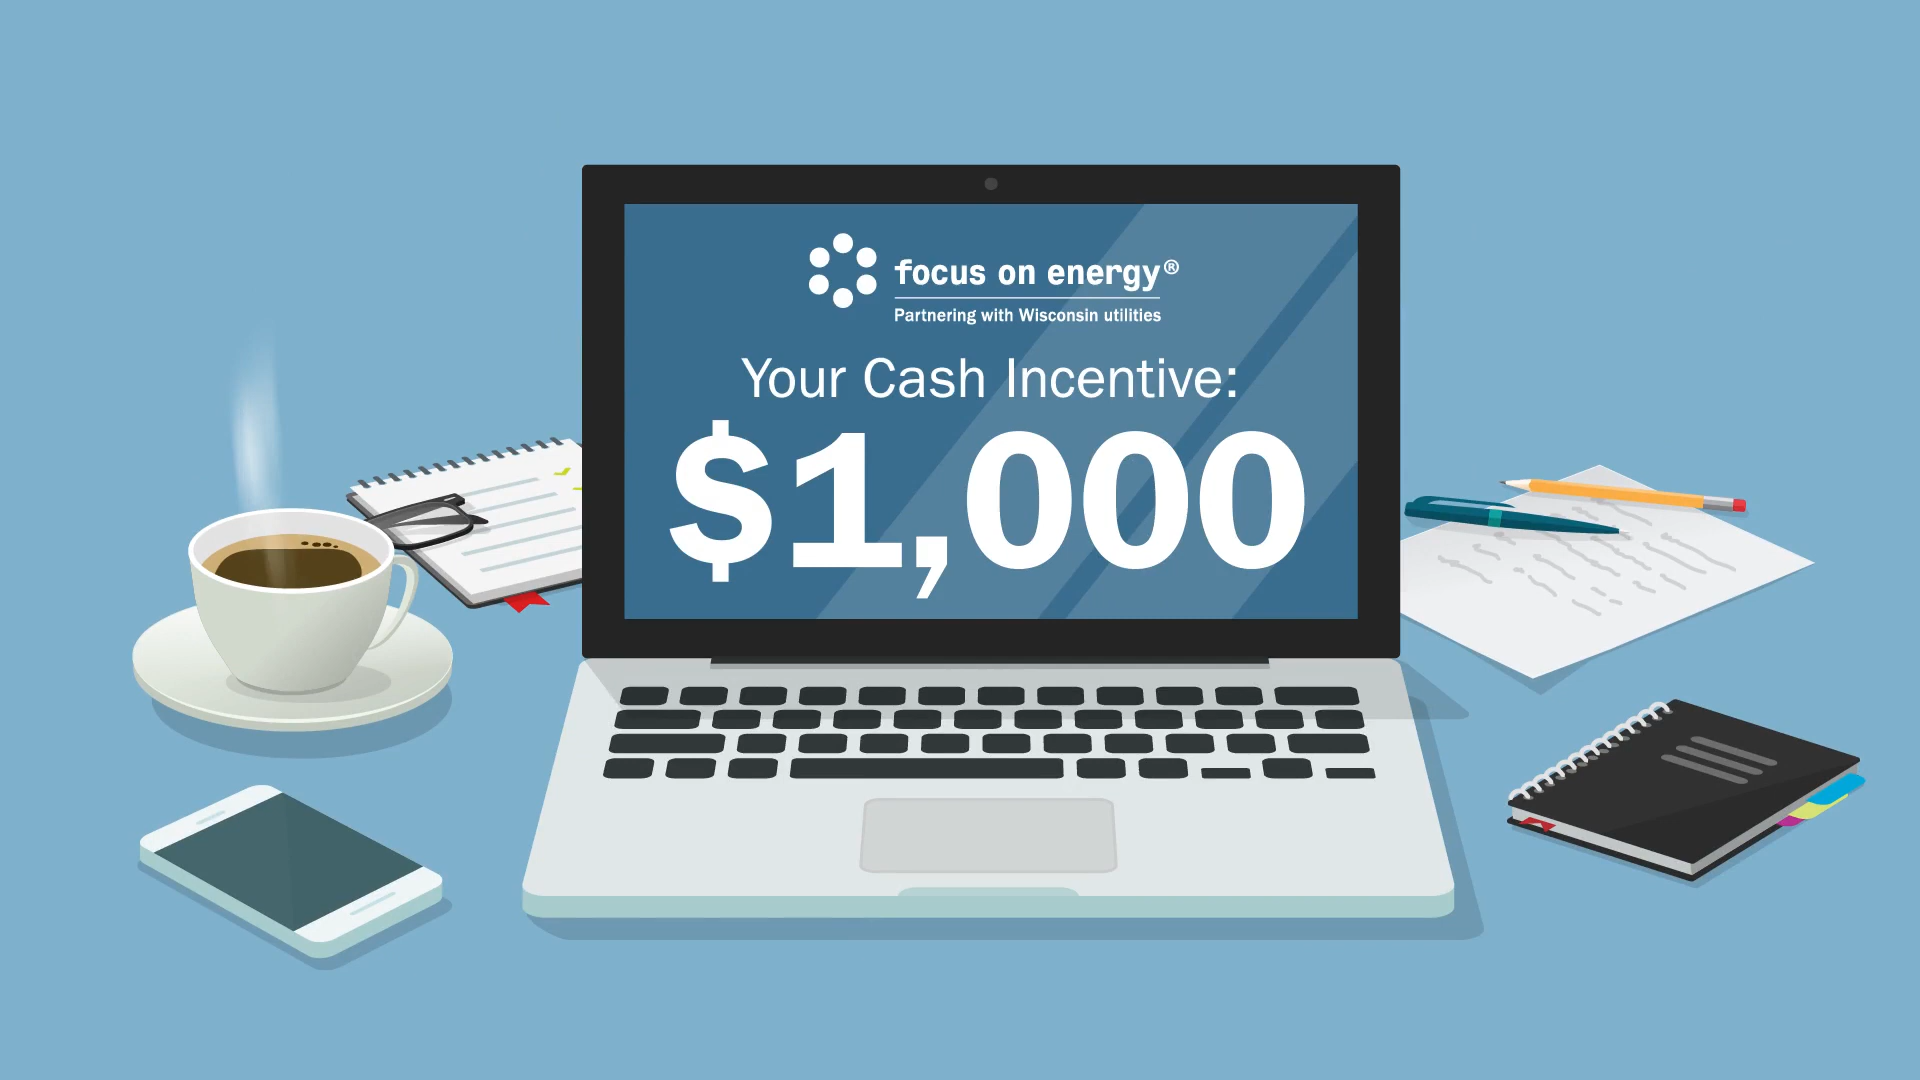 focus on energy®
Partnering with Wisconsin utilities
Your Cash Incentive:
$1,000